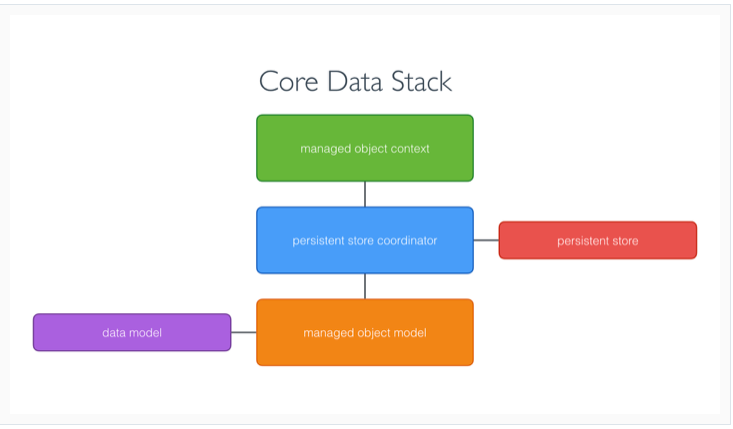 Core Data Stack
managed object context
persistent store coordinator
persistent store
data model
managed object model